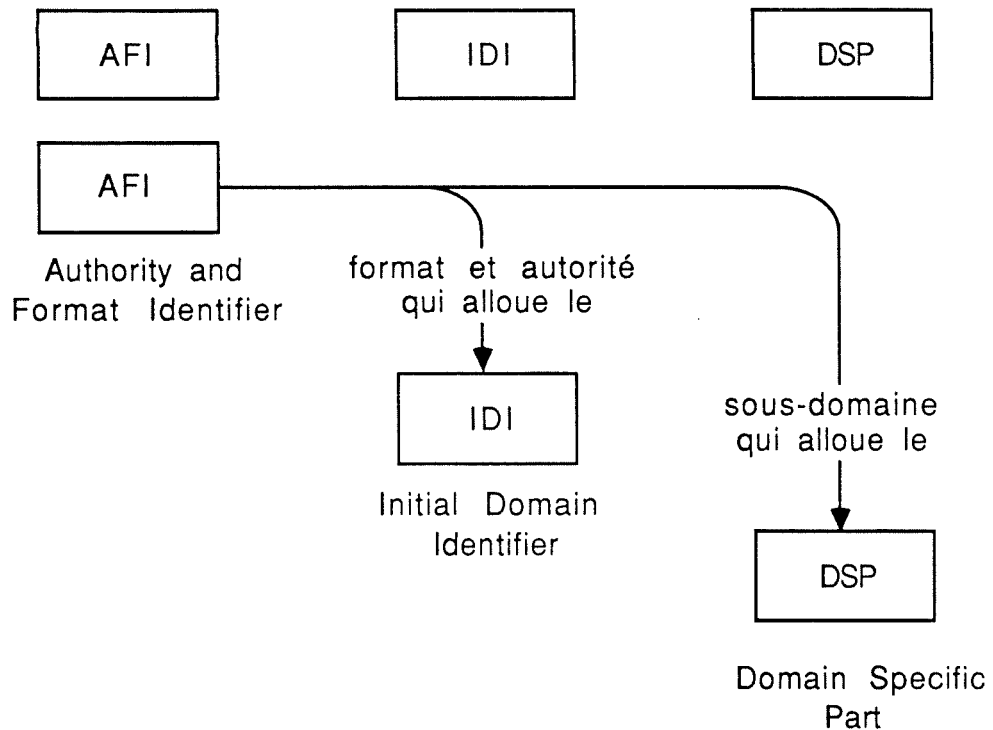 AFI
IDI
DSP
AFI
Authority and
Format Identifier
format et autorité
qui alloue le
IDI
Initial Domain
Identifier
sous-domaine
qui alloue le
DSP
Domain Specific
Part